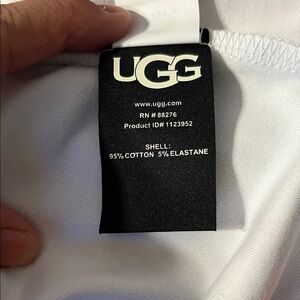 UGG
www.ugg.com
RN # 88276
Product ID# 1123952
SHELL:
95% COTTON 5% ELASTANE